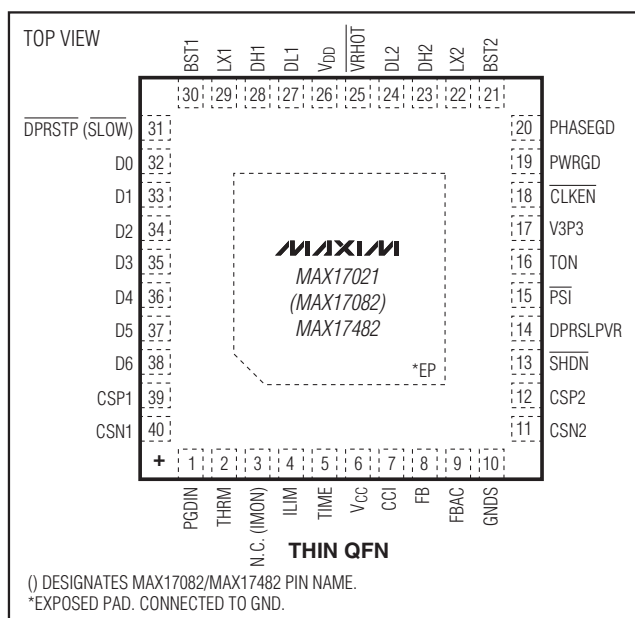 TOP VIEW
BST1
LX1
DH1
DL1
VDD
VRHOT
DL2
DH2
LX2
BST2
30 29 28 27 26 25 24 23 22 21
DPRSTP (SLOW) 31
D0 32
D1 33
D2 34
D3 35
D4 36
D5 37
D6 38
CSP1 39
CSN1 40
20 PHASEGD
19 PWRGD
18 CLKEN
17 V3P3
16 TON
15 PSI
14 DPRSLPVR
13 SHDN
12 CSP2
11 CSN2
MAXIM
MAX17021
(MAX17082)
MAX17482
*EP
+ 1 2 3 4 5 6 7 8 9 10
PGDIN
THRM
N.C. (IMON)
ILIM
TIME
VCC
CCI
FB
FBAC
GNDS
THIN QFN
() DESIGNATES MAX17082/MAX17482 PIN NAME.
*EXPOSED PAD. CONNECTED TO GND.